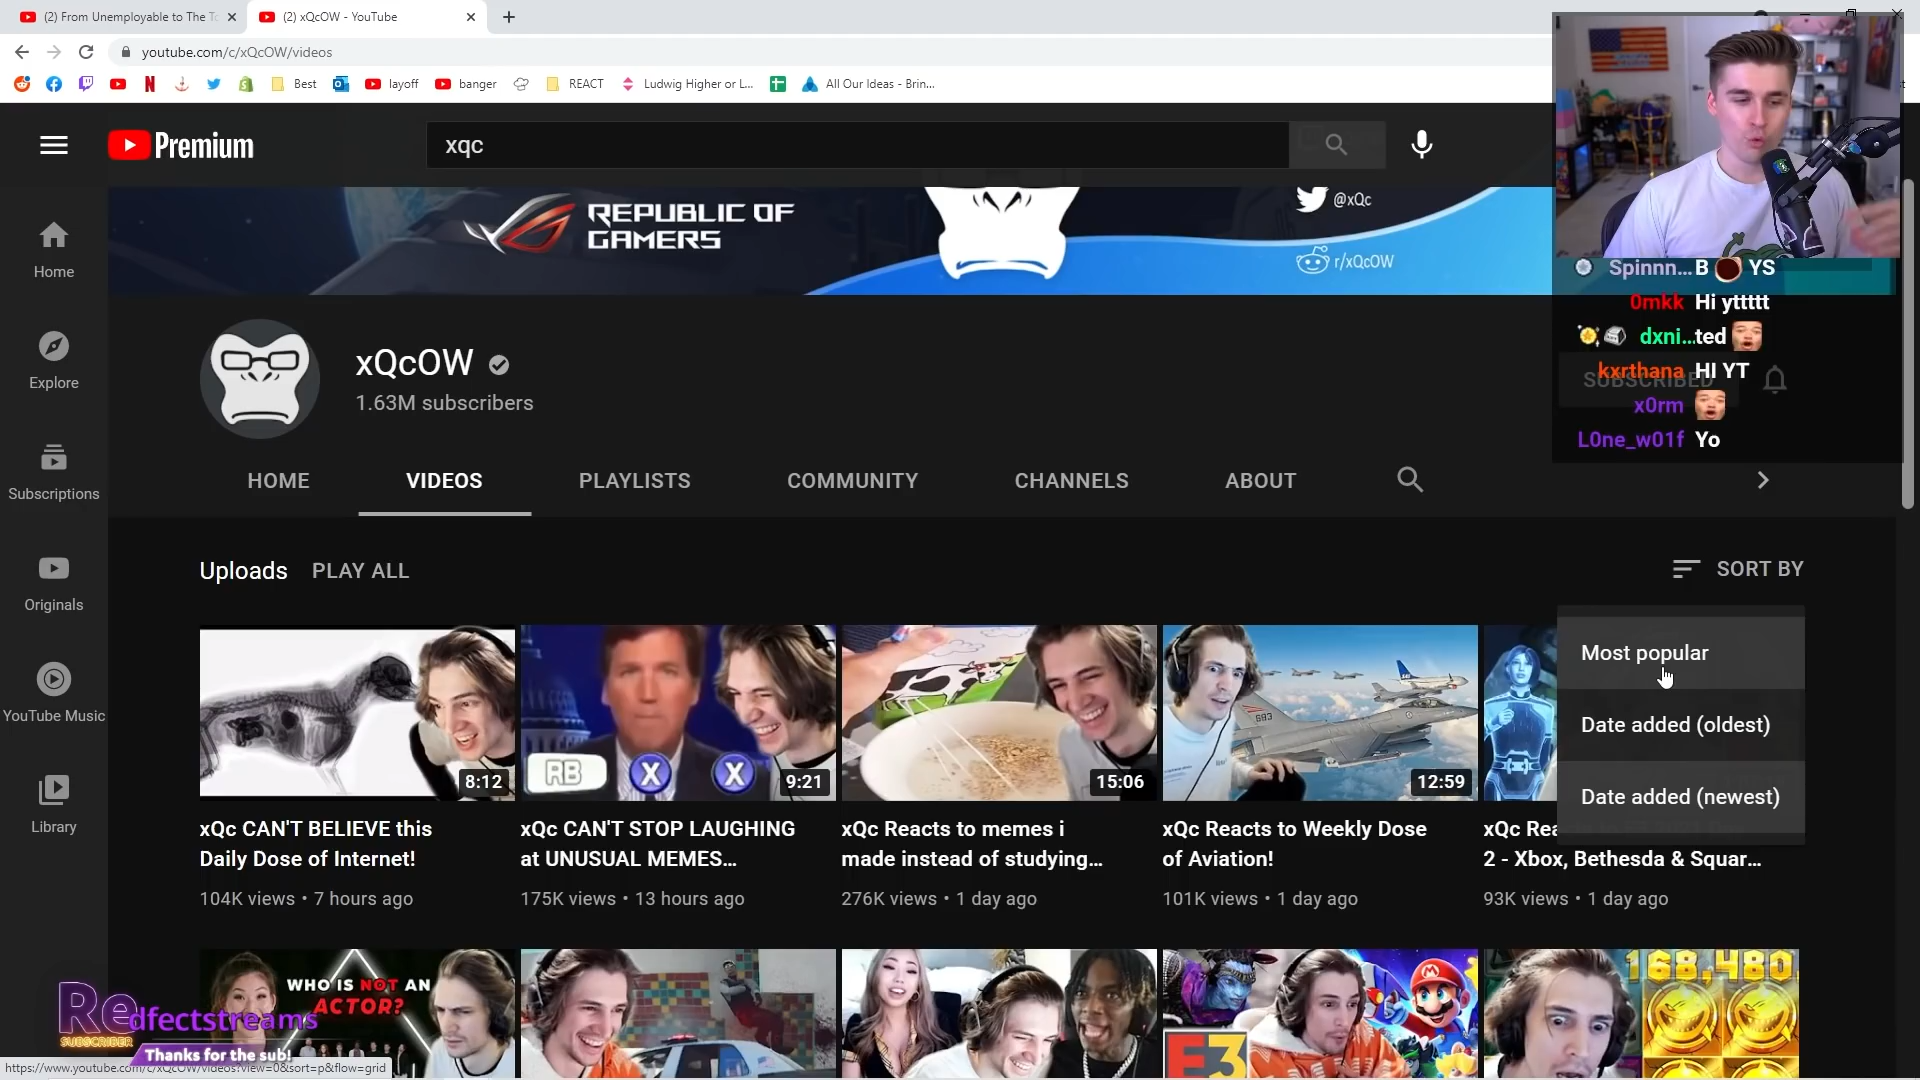 (2) From Unemployable to The To
(2) xQcOW - YouTube
youtube.com/c/xQcOW/videos
Best
layoff
banger
REACT
Ludwig Higher or L...
All Our Ideas - Brin...
Premium
xqc
REPUBLIC OF
GAMERS
@xQc
r/xQcOW
Home
Explore
Subscriptions
Originals
YouTube Music
Library
Spinnn... B YS
0mkk Hi yttttt
dxni... ted
kxrthana HI YT
x0rm
L0ne_w01f Yo
SUBSCRIBED
xQcOW
1.63M subscribers
HOME
VIDEOS
PLAYLISTS
COMMUNITY
CHANNELS
ABOUT
Uploads
PLAY ALL
SORT BY
Most popular
Date added (oldest)
Date added (newest)
RB X X
683
8:12
9:21
15:06
12:59
xQc CAN'T BELIEVE this
Daily Dose of Internet!
104K views • 7 hours ago
xQc CAN'T STOP LAUGHING
at UNUSUAL MEMES...
175K views • 13 hours ago
xQc Reacts to memes i
made instead of studying...
276K views • 1 day ago
xQc Reacts to Weekly Dose
of Aviation!
101K views • 1 day ago
xQc Rea
2 - Xbox, Bethesda & Squar...
93K views • 1 day ago
WHO IS NOT AN
ACTOR?
E3
168,480
Redfectstreams
SUBSCRIBER
Thanks for the sub!
https://www.youtube.com/c/xQcOW/videos?view=0&sort=p&flow=grid